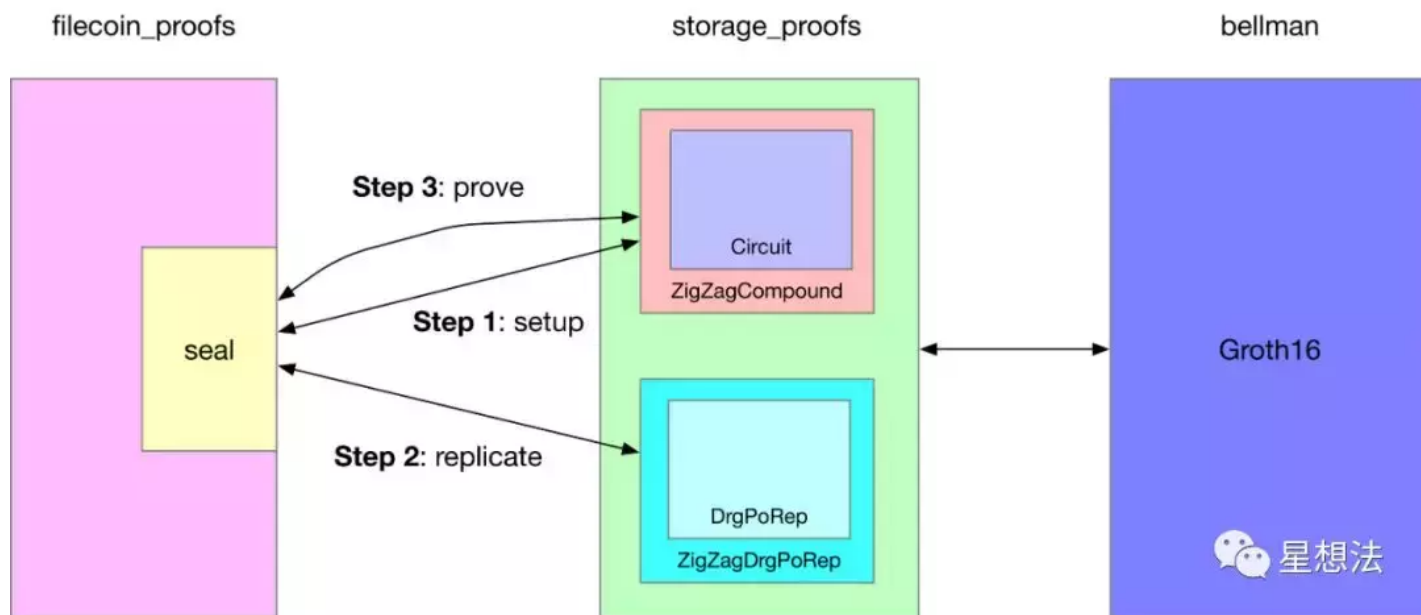 filecoin_proofs
storage_proofs
bellman
Step 3: prove
Circuit
ZigZagCompound
Step 1: setup
seal
Groth16
Step 2: replicate
DrgPoRep
ZigZagDrgPoRep
星想法